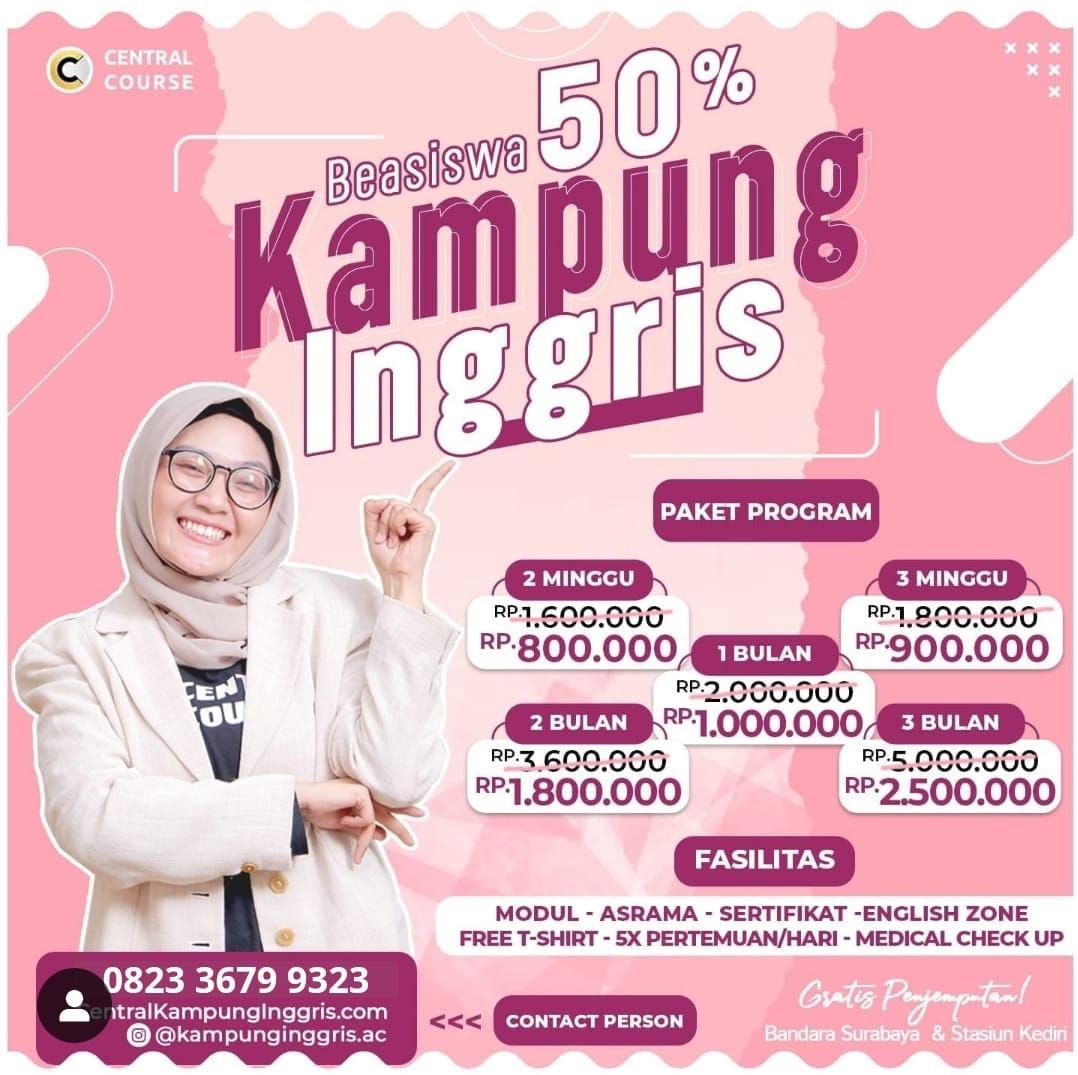 CENTRAL
COURSE
Beasiswa 50%
Kampung
Inggris
PAKET PROGRAM
2 MINGGU
RP.1.600.000
RP.800.000
3 MINGGU
RP.1.800.000
RP.900.000
1 BULAN
RP.2.000.000
RP.1.000.000
2 BULAN
RP.3.600.000
RP.1.800.000
3 BULAN
RP.5.000.000
RP.2.500.000
FASILITAS
MODUL - ASRAMA - SERTIFIKAT -ENGLISH ZONE
FREE T-SHIRT - 5X PERTEMUAN/HARI - MEDICAL CHECK UP
Gratis Penjemputan!
Bandara Surabaya & Stasiun Kediri
<<< CONTACT PERSON
0823 3679 9323
entralKampungInggris.com
@kampunginggris.ac